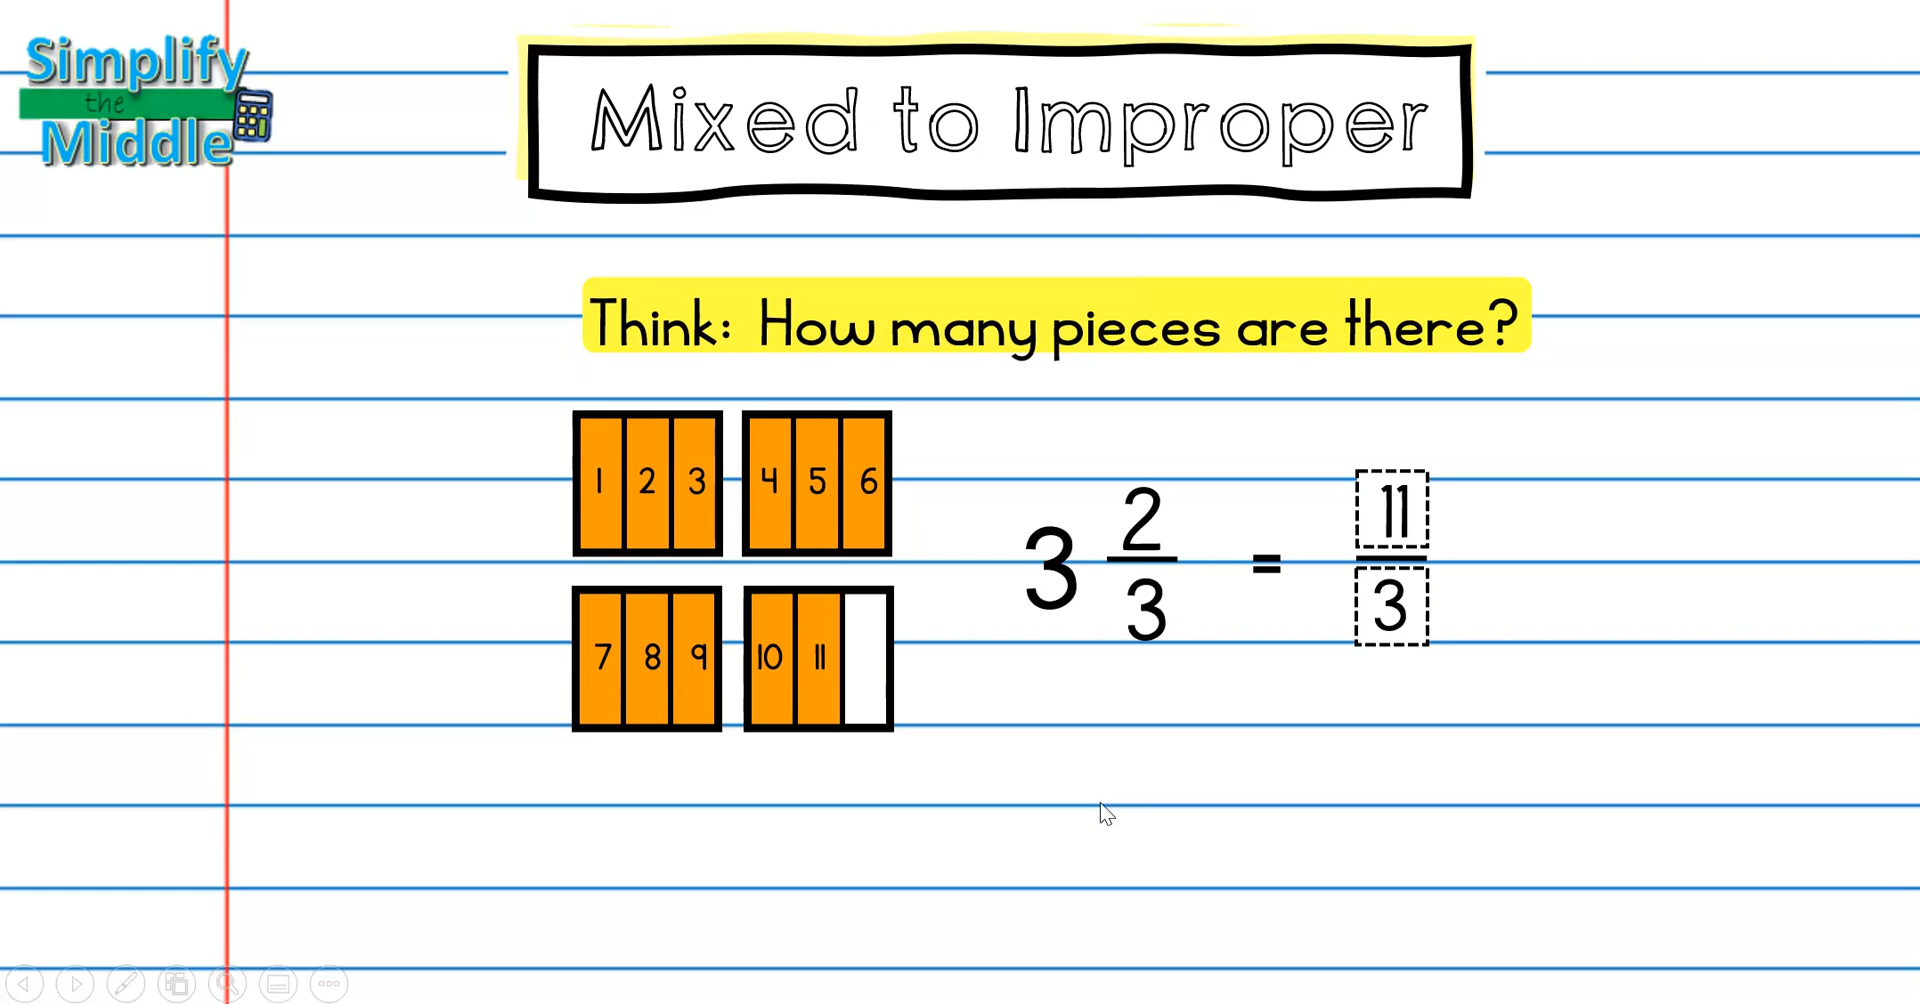 Simplify
the
Middle
Mixed to Improper
Think: How many pieces are there?
1 2 3 4 5 6
7 8 9 10 11
3 2/3 = 11/3